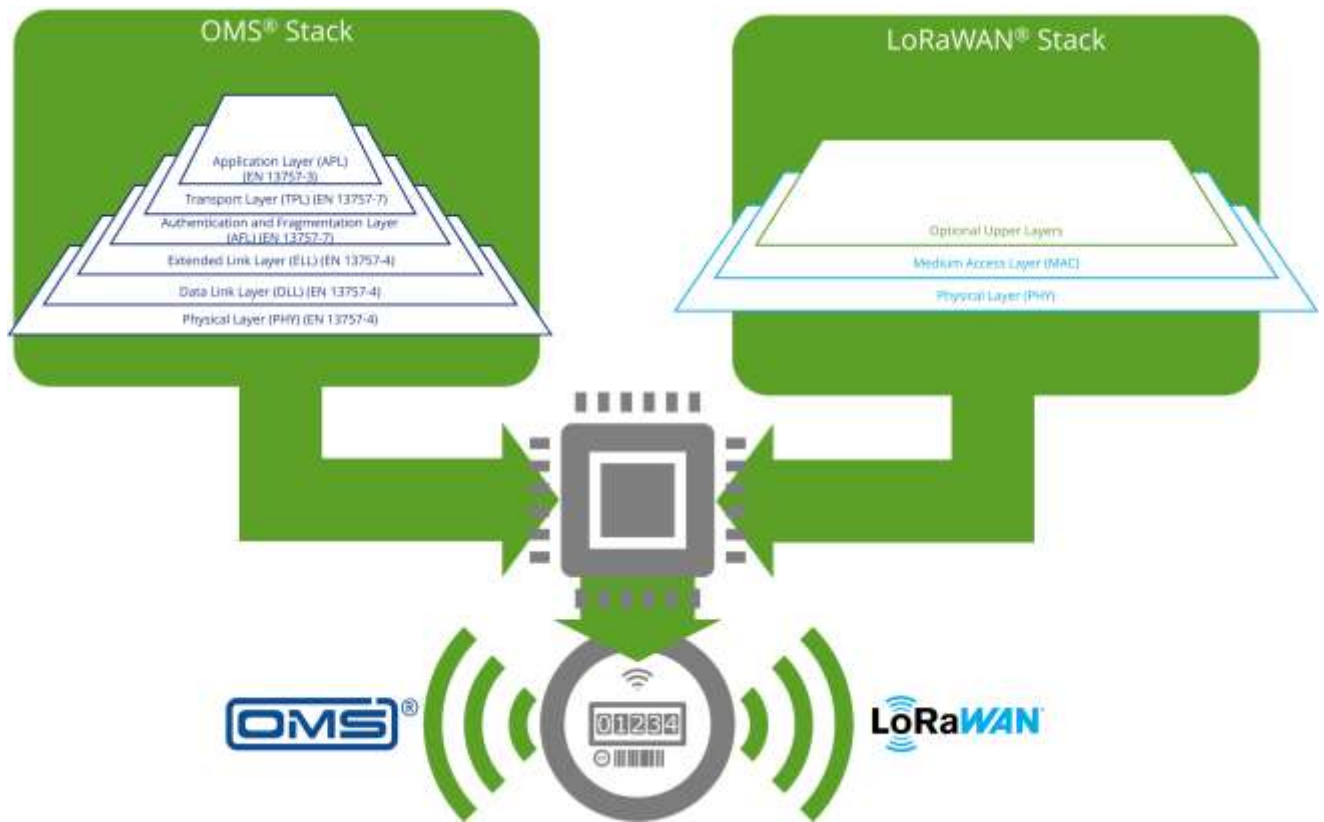 OMS® Stack
Application Layer (APL)
(EN 13757-3)
Transport Layer (TPL) (EN 13757-7)
Authentication and Fragmentation Layer
(AFL) (EN 13757-7)
Extended Link Layer (ELL) (EN 13757-4)
Data Link Layer (DLL) (EN 13757-4)
Physical Layer (PHY) (EN 13757-4)
LoRaWAN® Stack
Optional Upper Layers
Medium Access Layer (MAC)
Physical Layer (PHY)
OMS®
01234
LoRaWAN